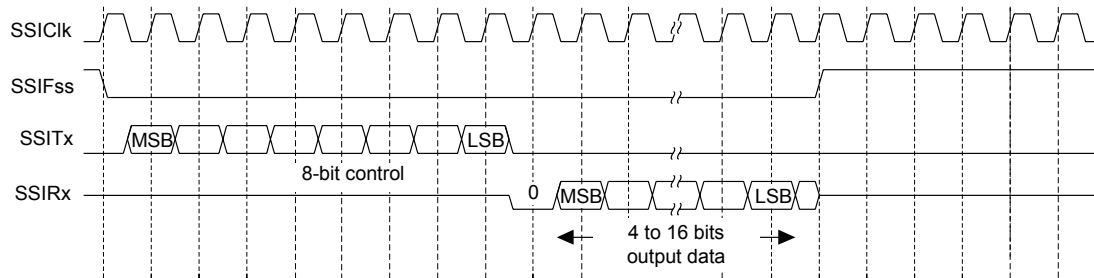 SSIClk
SSIFss
SSITx
MSB
LSB
8-bit control
SSIRx
0
MSB
LSB
4 to 16 bits
output data